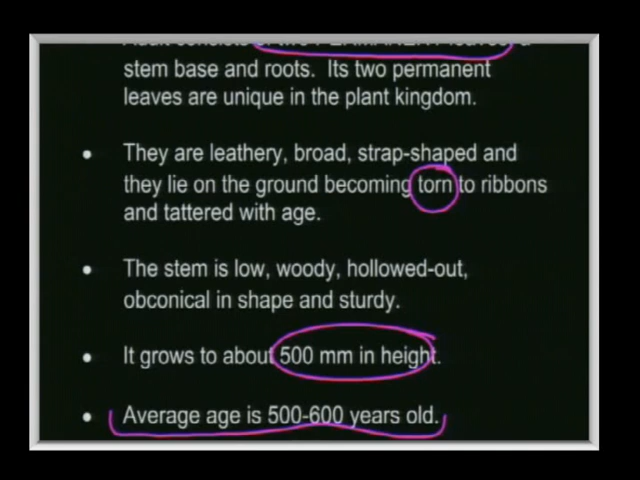 stem base and roots. Its two permanent
leaves are unique in the plant kingdom.
• They are leathery, broad, strap-shaped and
they lie on the ground becoming torn to ribbons
and tattered with age.
• The stem is low, woody, hollowed-out,
obconical in shape and sturdy.
• It grows to about 500 mm in height.
• Average age is 500-600 years old.